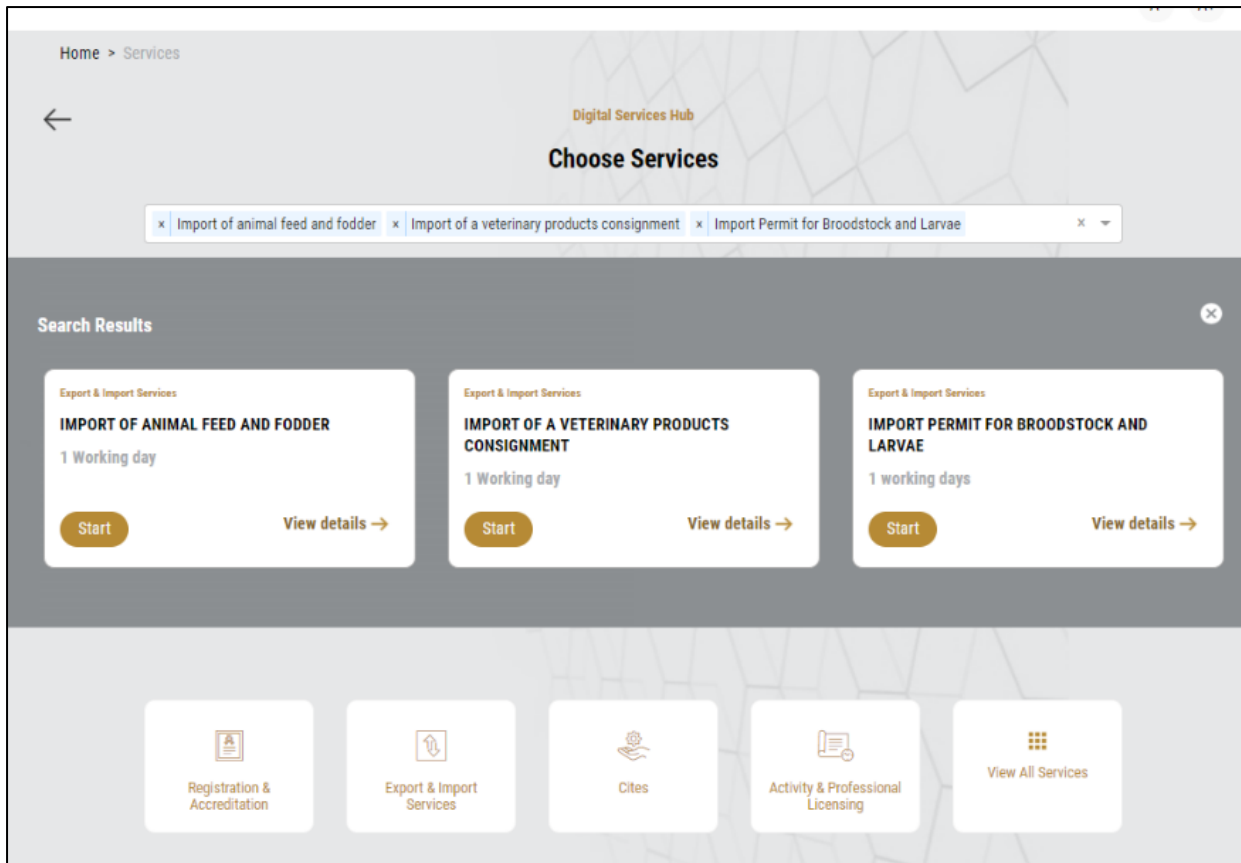 Home > Services
Digital Services Hub
Choose Services
× Import of animal feed and fodder × Import of a veterinary products consignment × Import Permit for Broodstock and Larvae ×
Search Results
Export & Import Services
IMPORT OF ANIMAL FEED AND FODDER
1 Working day
Start View details →
Export & Import Services
IMPORT OF A VETERINARY PRODUCTS
CONSIGNMENT
1 Working day
Start View details →
Export & Import Services
IMPORT PERMIT FOR BROODSTOCK AND
LARVAE
1 working days
Start View details →
Registration &
Accreditation
Export & Import
Services
Cites
Activity & Professional
Licensing
View All Services